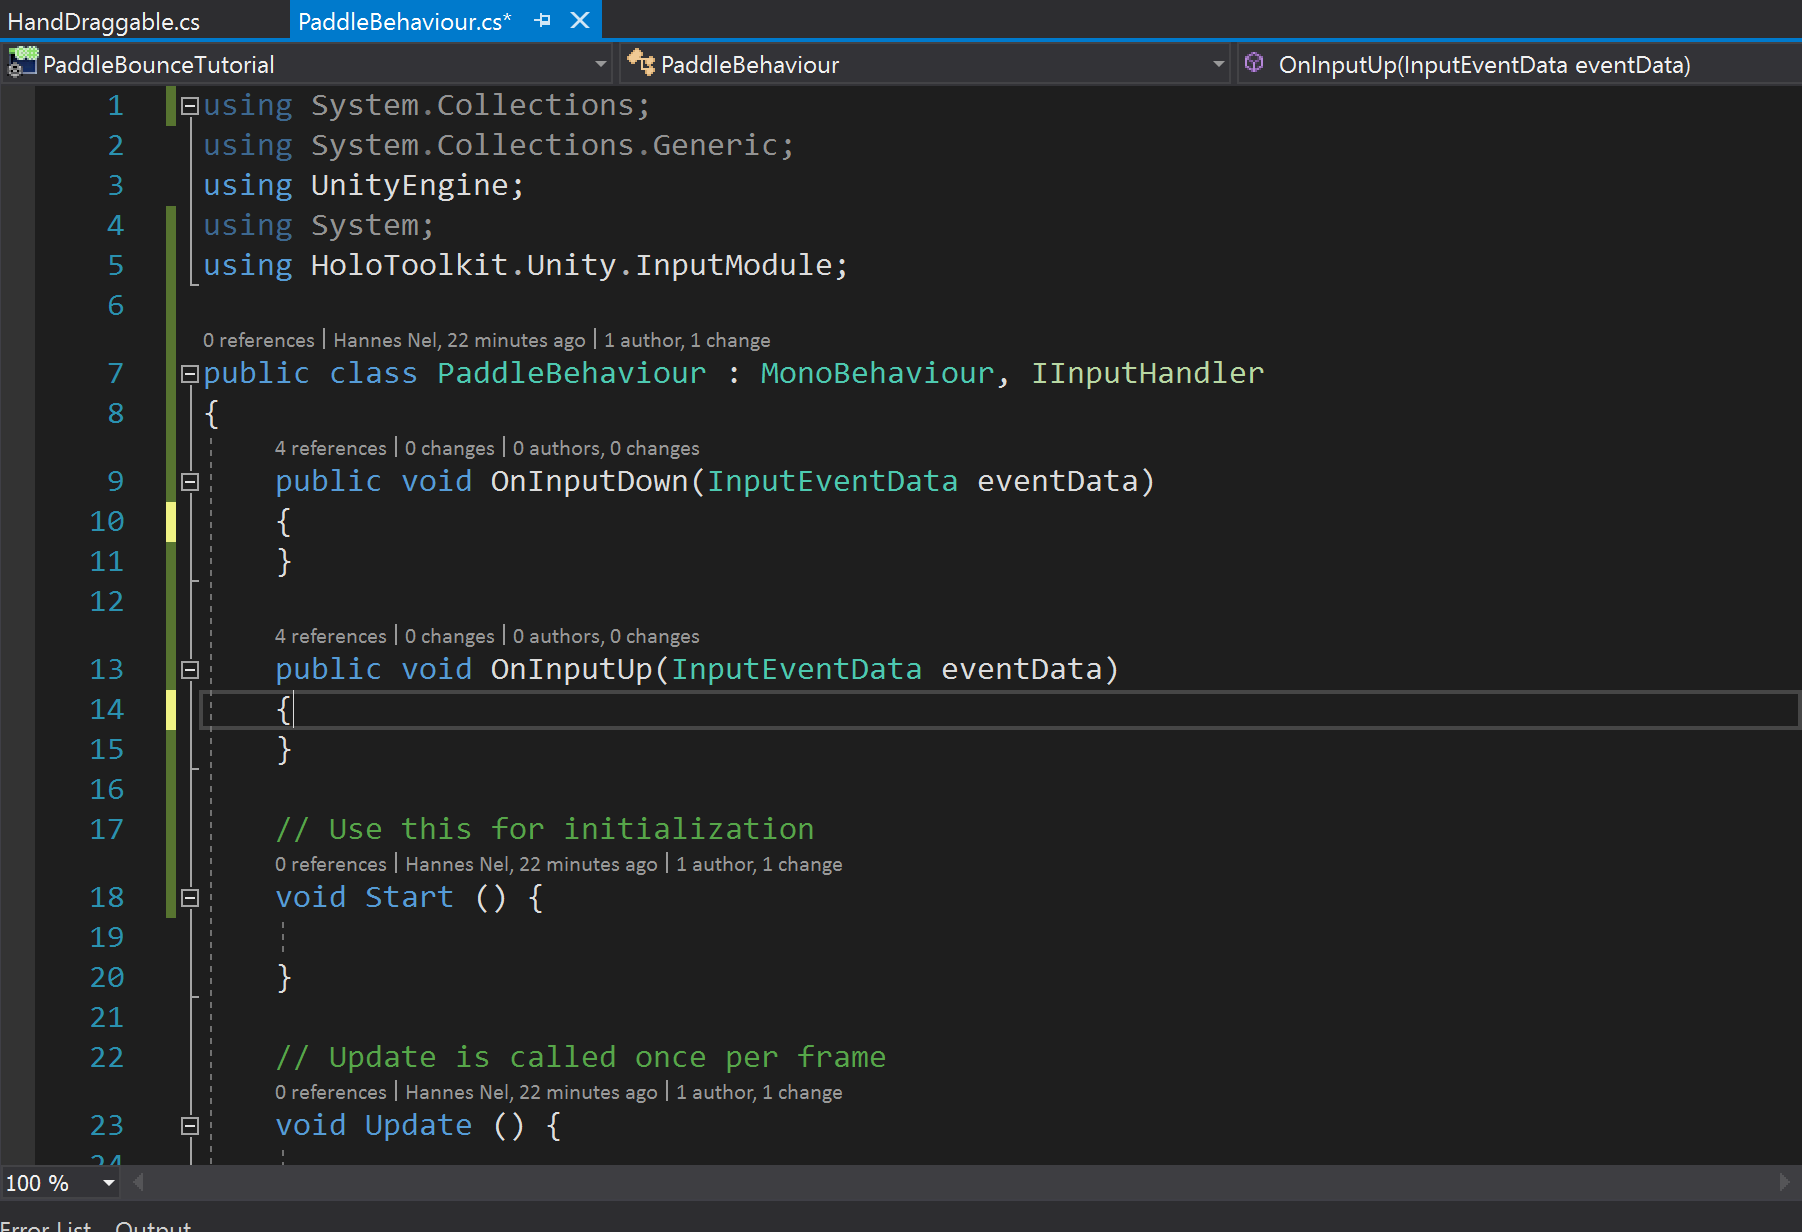 HandDraggable.cs PaddleBehaviour.cs*
PaddleBounceTutorial PaddleBehaviour OnInputUp(InputEventData eventData)
1 using System.Collections;
2 using System.Collections.Generic;
3 using UnityEngine;
4 using System;
5 using HoloToolkit.Unity.InputModule;
6
0 references | Hannes Nel, 22 minutes ago | 1 author, 1 change
7 public class PaddleBehaviour : MonoBehaviour, IInputHandler
8 {
4 references | 0 changes | 0 authors, 0 changes
9 public void OnInputDown(InputEventData eventData)
10 {
11 }
12
4 references | 0 changes | 0 authors, 0 changes
13 public void OnInputUp(InputEventData eventData)
14 {
15 }
16
17 // Use this for initialization
0 references | Hannes Nel, 22 minutes ago | 1 author, 1 change
18 void Start () {
19
20 }
21
22 // Update is called once per frame
0 references | Hannes Nel, 22 minutes ago | 1 author, 1 change
23 void Update () {
24
100 %
Error List Output